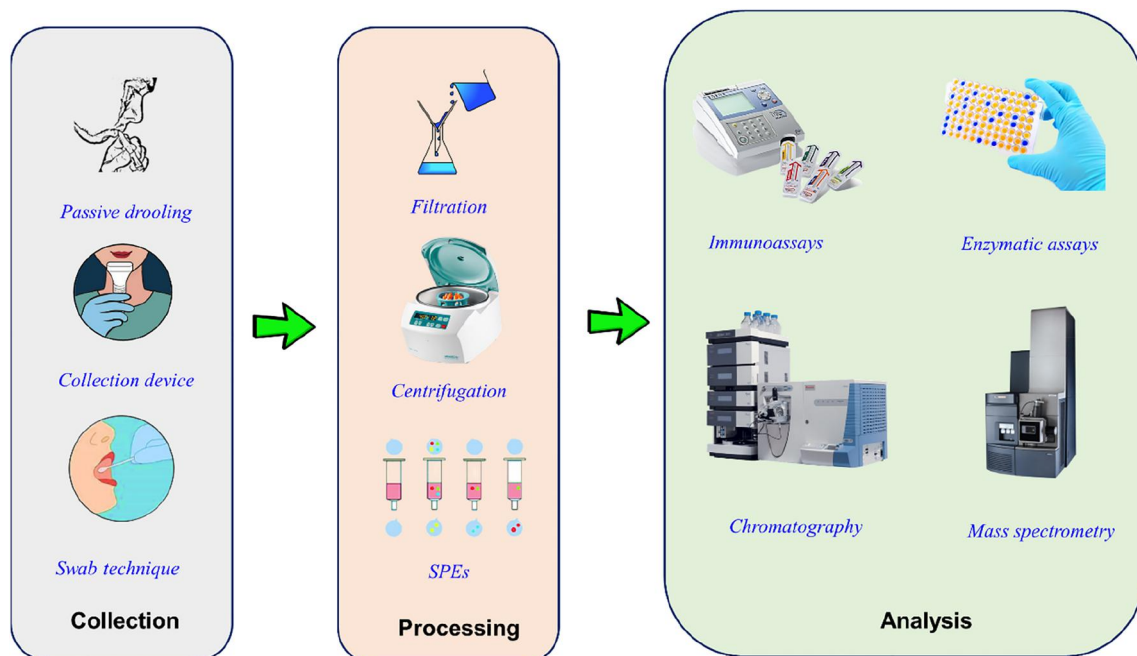 Passive drooling
Collection device
Swab technique
Collection
Filtration
Centrifugation
SPEs
Processing
Immunoassays
Enzymatic assays
Chromatography
Mass spectrometry
Analysis